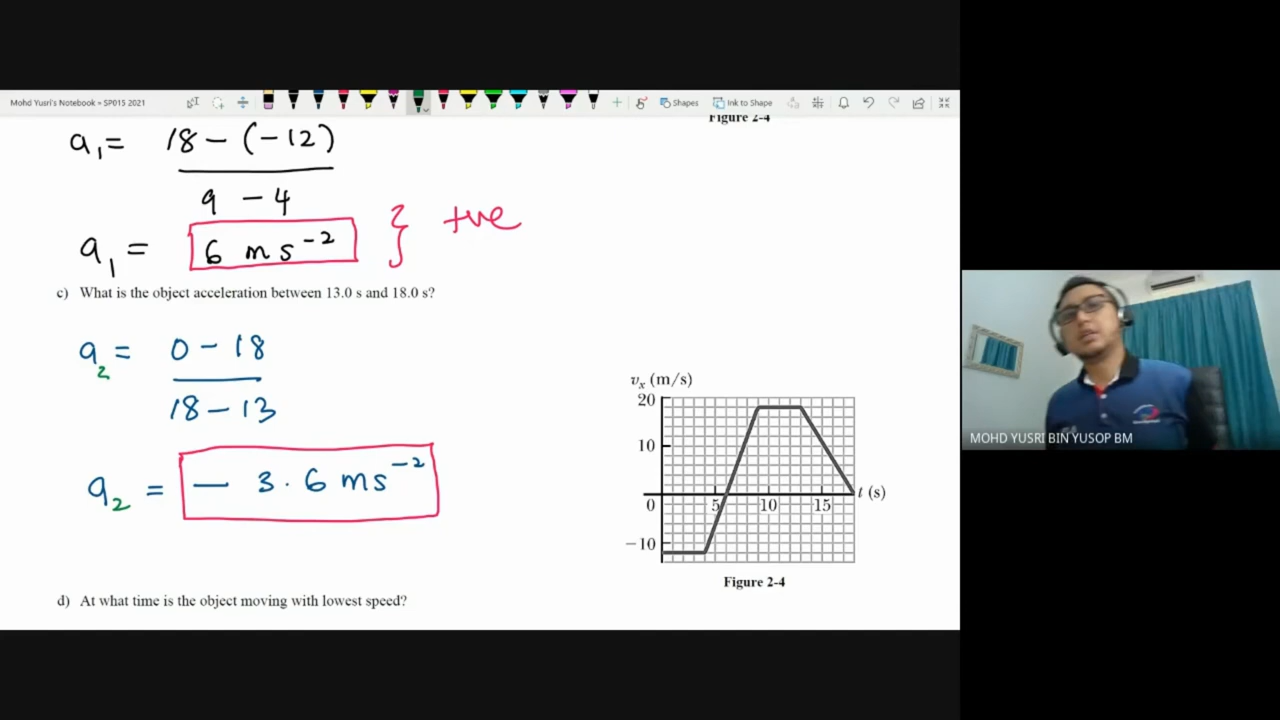 Mohd Yusri's Notebook » SP015 2021
Shapes
Ink to Shape
Figure 2-4
a₁ = 18 - (-12)
9 - 4
a₁ = 6 ms⁻² } +ve
c) What is the object acceleration between 13.0 s and 18.0 s?
a₂ = 0 - 18
18 - 13
a₂ = - 3.6 ms⁻²
vₓ (m/s)
20
10
0
5
10
15
t (s)
-10
Figure 2-4
d) At what time is the object moving with lowest speed?
MOHD YUSRI BIN YUSOP BM